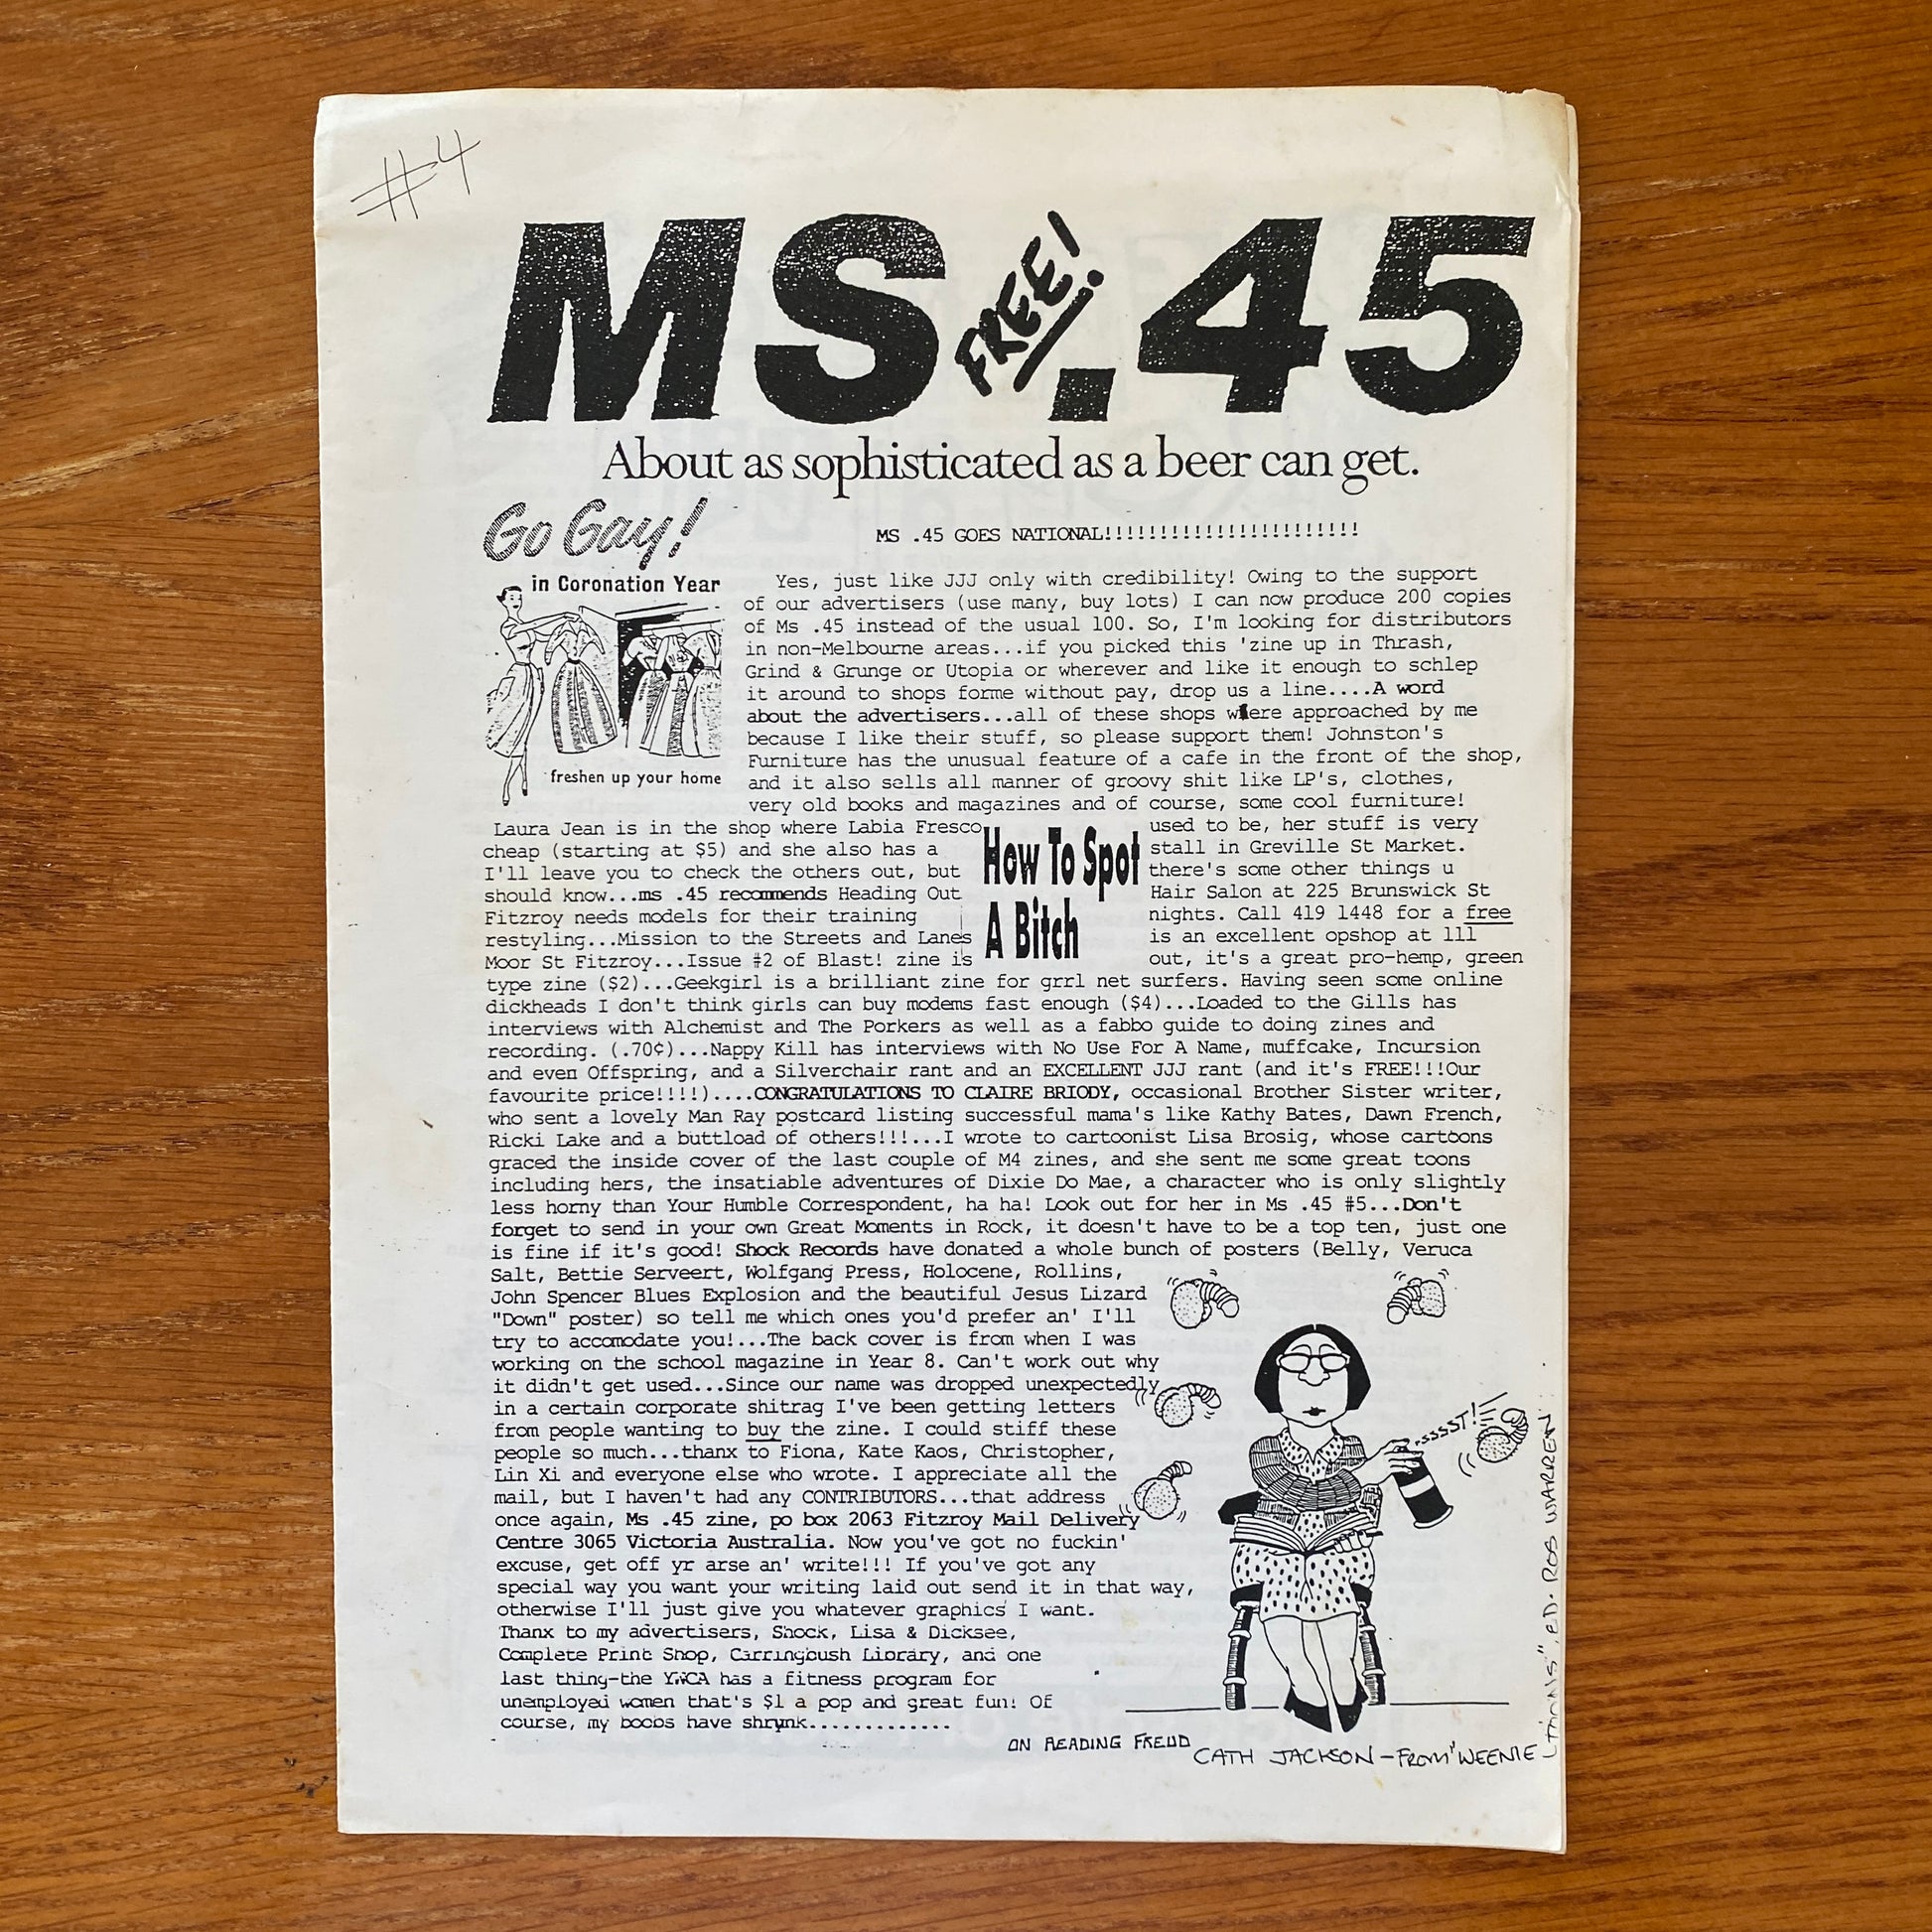 #4
MS.45
FREE!
About as sophisticated as a beer can get.
Go Gay!
in Coronation Year
freshen up your home
MS .45 GOES NATIONAL!!!!!!!!!!!!!!!!!!!!!!!
Yes, just like JJJ only with credibility! Owing to the support
of our advertisers (use many, buy lots) I can now produce 200 copies
of Ms .45 instead of the usual 100. So, I'm looking for distributors
in non-Melbourne areas...if you picked this 'zine up in Thrash,
Grind & Grunge or Utopia or wherever and like it enough to schlep
it around to shops forme without pay, drop us a line....A word
about the advertisers...all of these shops where approached by me
because I like their stuff, so please support them! Johnston's
Furniture has the unusual feature of a cafe in the front of the shop,
and it also sells all manner of groovy shit like LP's, clothes,
very old books and magazines and of course, some cool furniture!
Laura Jean is in the shop where Labia Fresco used to be, her stuff is very
cheap (starting at $5) and she also has a stall in Greville St Market.
I'll leave you to check the others out, but there's some other things u
should know...ms .45 recommends Heading Out Hair Salon at 225 Brunswick St
Fitzroy needs models for their training nights. Call 419 1448 for a free
restyling...Mission to the Streets and Lanes is an excellent opshop at 111
Moor St Fitzroy...Issue #2 of Blast! zine is out, it's a great pro-hemp, green
How To Spot
A Bitch
type zine ($2)...Geekgirl is a brilliant zine for grrl net surfers. Having seen some online
dickheads I don't think girls can buy modems fast enough ($4)...Loaded to the Gills has
interviews with Alchemist and The Porkers as well as a fabbo guide to doing zines and
recording. (.70¢)...Nappy Kill has interviews with No Use For A Name, muffcake, Incursion
and even Offspring, and a Silverchair rant and an EXCELLENT JJJ rant (and it's FREE!!!Our
favourite price!!!!)....CONGRATULATIONS TO CLAIRE BRIODY, occasional Brother Sister writer,
who sent a lovely Man Ray postcard listing successful mama's like Kathy Bates, Dawn French,
Ricki Lake and a buttload of others!!!...I wrote to cartoonist Lisa Brosig, whose cartoons
graced the inside cover of the last couple of M4 zines, and she sent me some great toons
including hers, the insatiable adventures of Dixie Do Mae, a character who is only slightly
less horny than Your Humble Correspondent, ha ha! Look out for her in Ms .45 #5...Don't
forget to send in your own Great Moments in Rock, it doesn't have to be a top ten, just one
is fine if it's good! Shock Records have donated a whole bunch of posters (Belly, Veruca
Salt, Bettie Serveert, Wolfgang Press, Holocene, Rollins,
John Spencer Blues Explosion and the beautiful Jesus Lizard
"Down" poster) so tell me which ones you'd prefer an' I'll
try to accomodate you!...The back cover is from when I was
working on the school magazine in Year 8. Can't work out why
it didn't get used...Since our name was dropped unexpectedly
in a certain corporate shitrag I've been getting letters
from people wanting to buy the zine. I could stiff these
people so much...thanx to Fiona, Kate Kaos, Christopher,
Lin Xi and everyone else who wrote. I appreciate all the
mail, but I haven't had any CONTRIBUTORS...that address
once again, Ms .45 zine, po box 2063 Fitzroy Mail Delivery
Centre 3065 Victoria Australia. Now you've got no fuckin'
excuse, get off yr arse an' write!!! If you've got any
special way you want your writing laid out send it in that way,
otherwise I'll just give you whatever graphics I want.
Thanx to my advertisers, Shock, Lisa & Dicksee,
Complete Print Shop, Carringbush Library, and one
last thing-the YWCA has a fitness program for
unemployed women that's $1 a pop and great fun! Of
course, my boobs have shrunk.............
.sssst!
ON READING FREUD
CATH JACKSON - FROM "WEENIE
TOONS", ED. ROS WARREN.